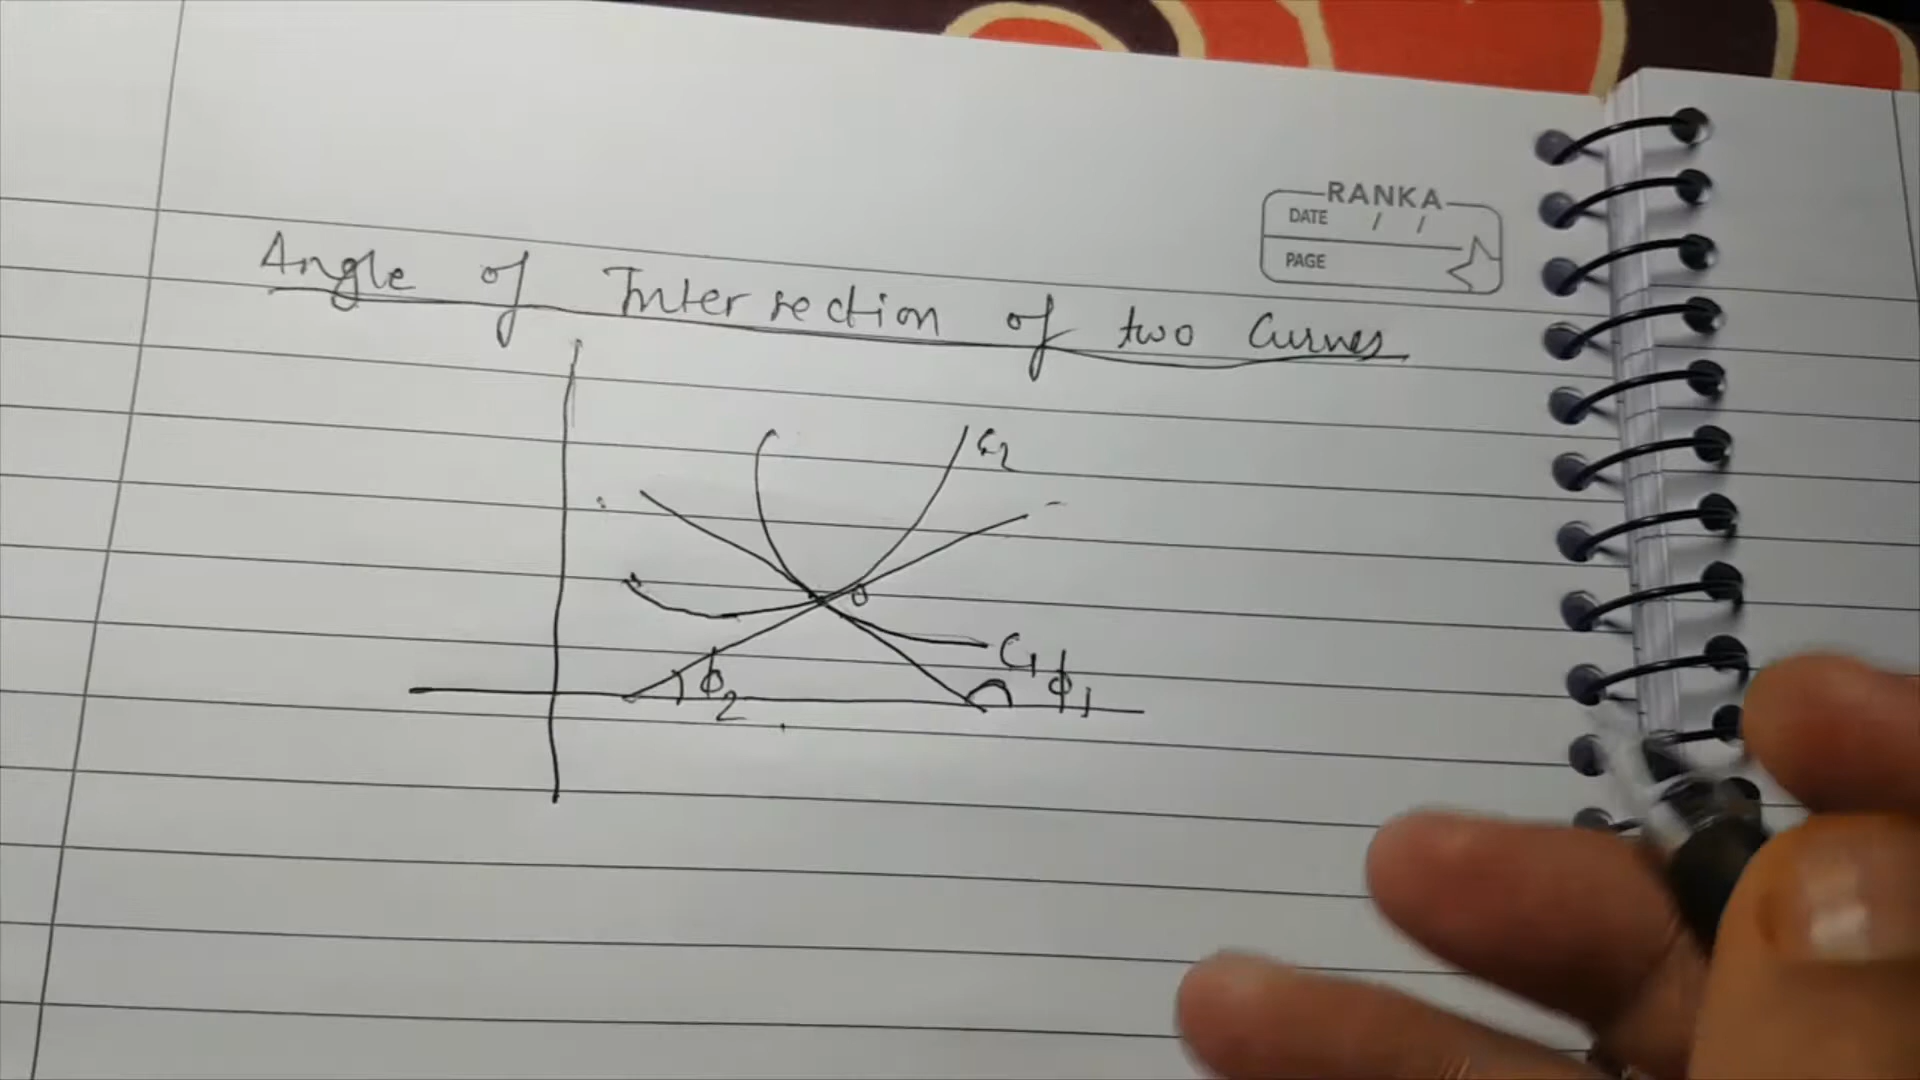 RANKA
DATE / /
PAGE
Angle of Intersection of two Curves
C2
θ
C1
ϕ2
ϕ1